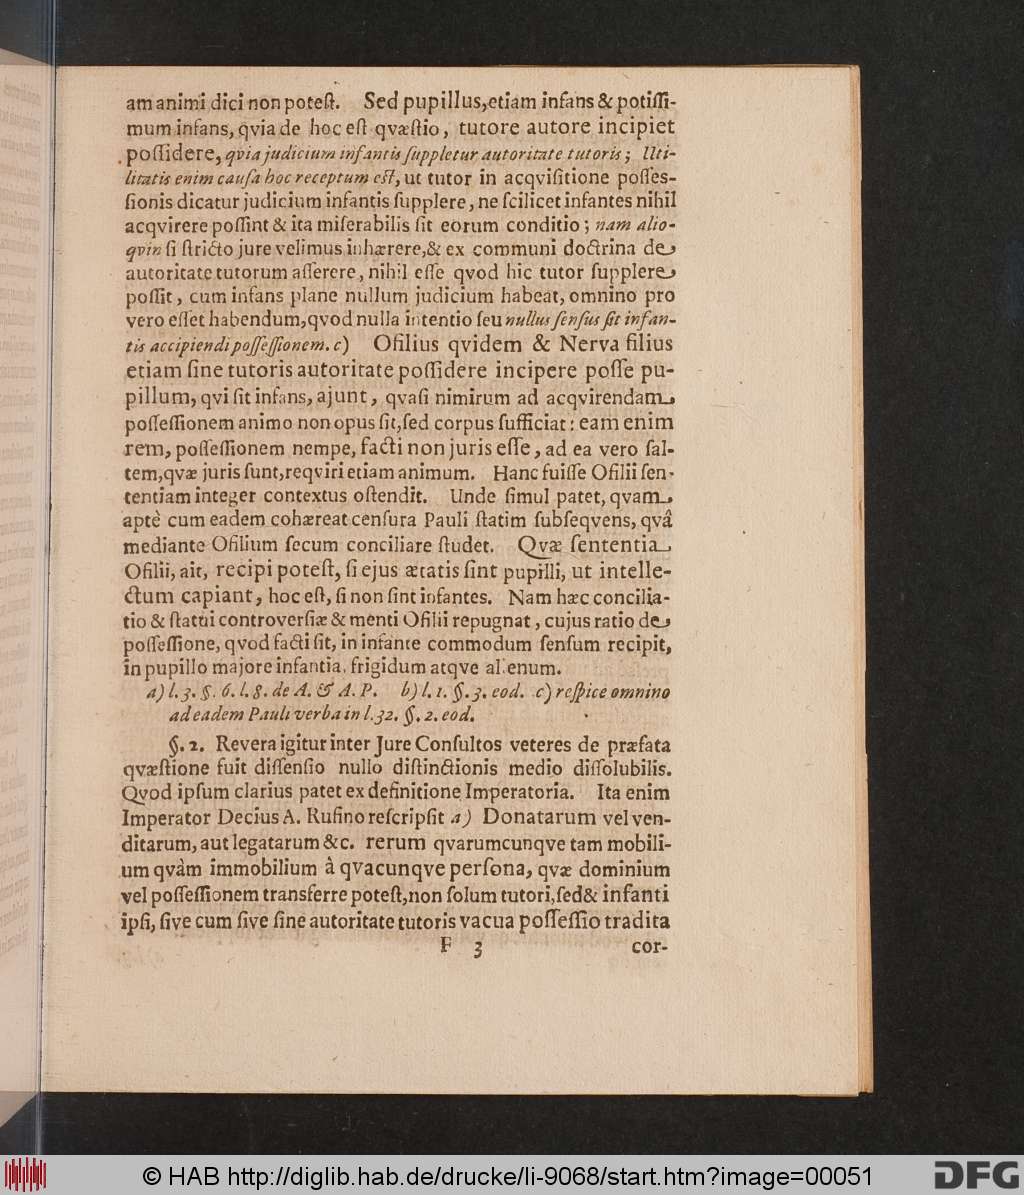 am animi dici non poteſt. Sed pupillus, etiam infans & potiſſi-
mum infans, qvia de hoc eſt qvæſtio, tutore autore incipiet
poſſidere, qvia judicium infantis ſuppletur autoritate tutoris; Uti-
litatis enim cauſa hoc receptum eſt, ut tutor in acqviſitione poſſes-
ſionis dicatur judicium infantis ſupplere, ne ſcilicet infantes nihil
acqvirere poſſint & ita miſerabilis ſit eorum conditio; nam alio-
qvin ſi ſtricto jure velimus inhærere, & ex communi doctrina de
autoritate tutorum aſſerere, nihil eſſe qvod hic tutor ſupplere
poſſit, cum infans plane nullum judicium habeat, omnino pro
vero eſſet habendum, qvod nulla intentio ſeu nullus ſenſus ſit infan-
tis accipiendi poſſeſſionem. c) Ofilius qvidem & Nerva filius
etiam ſine tutoris autoritate poſſidere incipere poſſe pu-
pillum, qvi ſit infans, ajunt, qvaſi nimirum ad acqvirendam
poſſeſſionem animo non opus ſit, ſed corpus ſufficiat: eam enim
rem, poſſeſſionem nempe, facti non juris eſſe, ad ea vero ſal-
tem, qvæ juris ſunt, reqviri etiam animum. Hanc fuiſſe Ofilii ſen-
tentiam integer contextus oſtendit. Unde ſimul patet, qvam
aptè cum eadem cohæreat cenſura Pauli ſtatim ſubſeqvens, qvâ
mediante Ofilium ſecum conciliare ſtudet. Qvæ ſententia
Ofilii, ait, recipi poteſt, ſi ejus ætatis ſint pupilli, ut intelle-
ctum capiant, hoc eſt, ſi non ſint infantes. Nam hæc concilia-
tio & ſtatui controverſiæ & menti Ofilii repugnat, cujus ratio de
poſſeſſione, qvod facti ſit, in infante commodum ſenſum recipit,
in pupillo majore infantia, frigidum atqve alienum.
a) l. 3. §. 6. l. 8. de A. & A. P. b) l. 1. §. 3. eod. c) reſpice omnino
ad eadem Pauli verba in l. 32. §. 2. eod.
§. 2. Revera igitur inter Jure Conſultos veteres de præfata
qvæſtione fuit diſſenſio nullo diſtinctionis medio diſſolubilis.
Qvod ipſum clarius patet ex definitione Imperatoria. Ita enim
Imperator Decius A. Rufino reſcripſit a) Donatarum vel ven-
ditarum, aut legatarum &c. rerum qvarumcunqve tam mobili-
um qvàm immobilium à qvacunqve perſona, qvæ dominium
vel poſſeſſionem transferre poteſt, non ſolum tutori, ſed & infanti
ipſi, ſive cum ſive ſine autoritate tutoris vacua poſſeſſio tradita
F 3 cor-
© HAB http://diglib.hab.de/drucke/li-9068/start.htm?image=00051
DFG